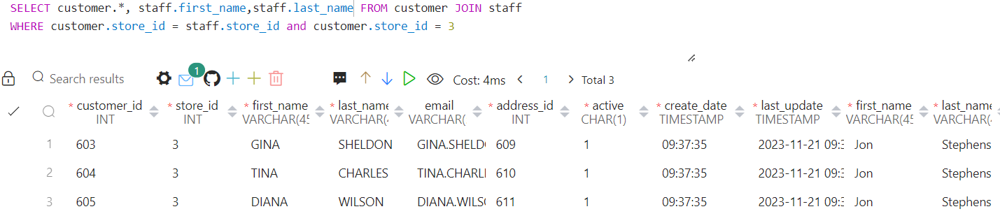 SELECT customer.*, staff.first_name,staff.last_name FROM customer JOIN staff
WHERE customer.store_id = staff.store_id and customer.store_id = 3
Search results 1 Cost: 4ms 1 Total 3
* customer_id * store_id * first_name * last_name email * address_id * active * create_date * last_update * first_name * last_name
INT INT VARCHAR(45 VARCHAR(4 VARCHAR( INT CHAR(1) TIMESTAMP TIMESTAMP VARCHAR(45 VARCHAR(4
1 603 3 GINA SHELDON GINA.SHELD 609 1 09:37:35 2023-11-21 09:3 Jon Stephens
2 604 3 TINA CHARLES TINA.CHARL 610 1 09:37:35 2023-11-21 09:3 Jon Stephens
3 605 3 DIANA WILSON DIANA.WILS 611 1 09:37:35 2023-11-21 09:3 Jon Stephens